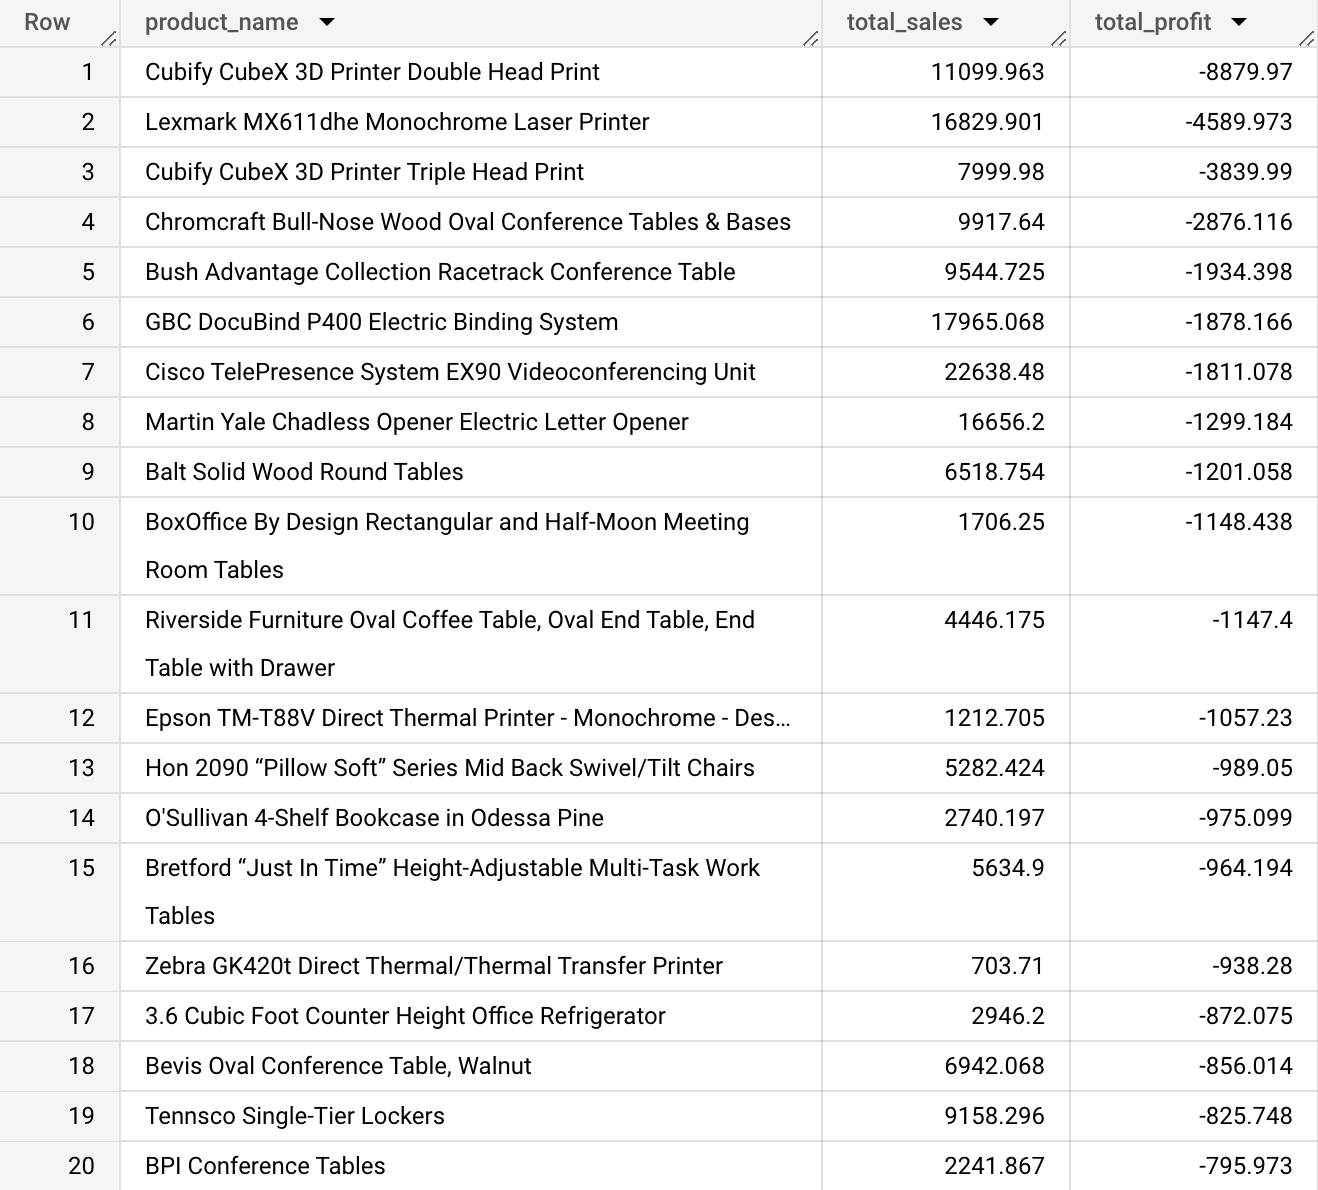 Row product_name total_sales total_profit
1 Cubify CubeX 3D Printer Double Head Print 11099.963 -8879.97
2 Lexmark MX611dhe Monochrome Laser Printer 16829.901 -4589.973
3 Cubify CubeX 3D Printer Triple Head Print 7999.98 -3839.99
4 Chromcraft Bull-Nose Wood Oval Conference Tables & Bases 9917.64 -2876.116
5 Bush Advantage Collection Racetrack Conference Table 9544.725 -1934.398
6 GBC DocuBind P400 Electric Binding System 17965.068 -1878.166
7 Cisco TelePresence System EX90 Videoconferencing Unit 22638.48 -1811.078
8 Martin Yale Chadless Opener Electric Letter Opener 16656.2 -1299.184
9 Balt Solid Wood Round Tables 6518.754 -1201.058
10 BoxOffice By Design Rectangular and Half-Moon Meeting 1706.25 -1148.438
Room Tables
11 Riverside Furniture Oval Coffee Table, Oval End Table, End 4446.175 -1147.4
Table with Drawer
12 Epson TM-T88V Direct Thermal Printer - Monochrome - Des... 1212.705 -1057.23
13 Hon 2090 “Pillow Soft” Series Mid Back Swivel/Tilt Chairs 5282.424 -989.05
14 O'Sullivan 4-Shelf Bookcase in Odessa Pine 2740.197 -975.099
15 Bretford “Just In Time” Height-Adjustable Multi-Task Work 5634.9 -964.194
Tables
16 Zebra GK420t Direct Thermal/Thermal Transfer Printer 703.71 -938.28
17 3.6 Cubic Foot Counter Height Office Refrigerator 2946.2 -872.075
18 Bevis Oval Conference Table, Walnut 6942.068 -856.014
19 Tennsco Single-Tier Lockers 9158.296 -825.748
20 BPI Conference Tables 2241.867 -795.973